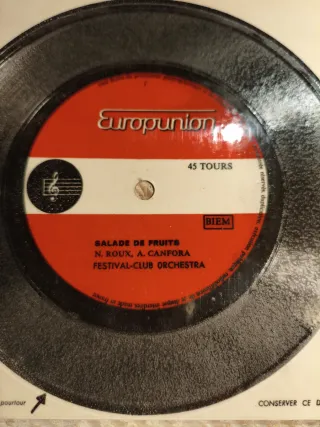 Europunion
45 TOURS
BIEM
SALADE DE FRUITS
N. ROUX, A. CANFORA
FESTIVAL-CLUB ORCHESTRA
pourtour
CONSERVER CE